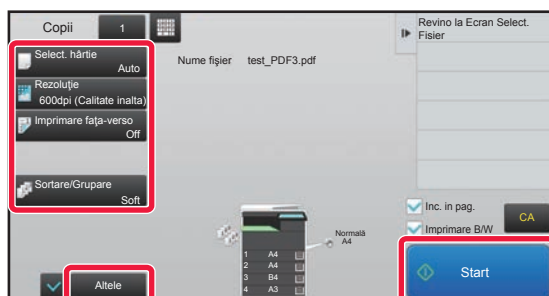 Copii 1
Select. hârtie
Auto
Rezoluţie
600dpi (Calitate inalta)
Imprimare faţa-verso
Off
Sortare/Grupare
Soft
Altele
Nume fişier test_PDF3.pdf
Normală
A4
1 A4
2 A4
3 B4
4 A3
Revino la Ecran Select.
Fisier
Inc. in pag.
Imprimare B/W
CA
Start